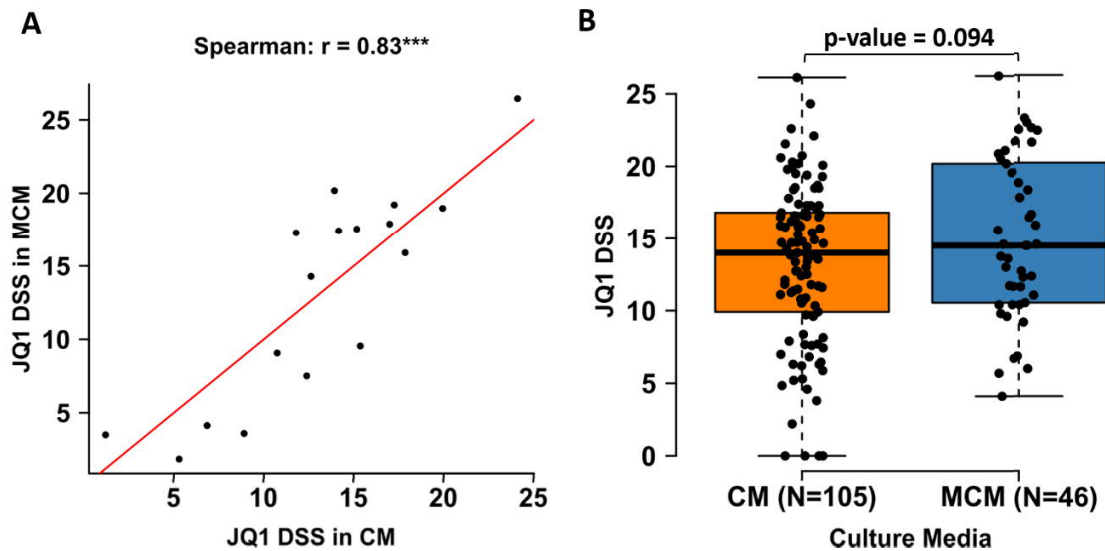 A
Spearman: r = 0.83***
JQ1 DSS in MCM
25
20
15
10
5
5 10 15 20 25
JQ1 DSS in CM
B
p-value = 0.094
JQ1 DSS
25
20
15
10
5
0
CM (N=105) MCM (N=46)
Culture Media